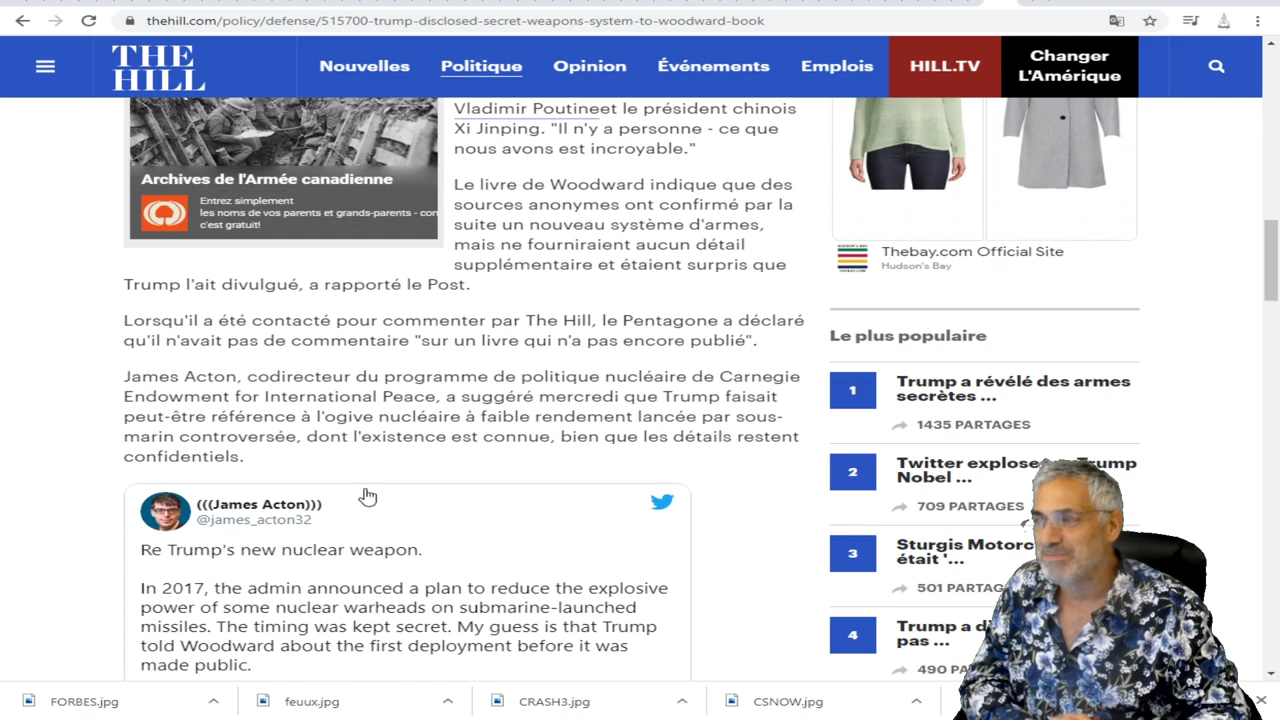 thehill.com/policy/defense/515700-trump-disclosed-secret-weapons-system-to-woodward-book
THE HILL
Nouvelles
Politique
Opinion
Événements
Emplois
HILL.TV
Changer
L'Amérique
Archives de l'Armée canadienne
Entrez simplement
les noms de vos parents et grands-parents - con
c'est gratuit!
Vladimir Poutineet le président chinois
Xi Jinping. "Il n'y a personne - ce que
nous avons est incroyable."
Le livre de Woodward indique que des
sources anonymes ont confirmé par la
suite un nouveau système d'armes,
mais ne fourniraient aucun détail
supplémentaire et étaient surpris que
Trump l'ait divulgué, a rapporté le Post.
Lorsqu'il a été contacté pour commenter par The Hill, le Pentagone a déclaré
qu'il n'avait pas de commentaire "sur un livre qui n'a pas encore publié".
James Acton, codirecteur du programme de politique nucléaire de Carnegie
Endowment for International Peace, a suggéré mercredi que Trump faisait
peut-être référence à l'ogive nucléaire à faible rendement lancée par sous-
marin controversée, dont l'existence est connue, bien que les détails restent
confidentiels.
(((James Acton)))
@james_acton32
Re Trump's new nuclear weapon.
In 2017, the admin announced a plan to reduce the explosive
power of some nuclear warheads on submarine-launched
missiles. The timing was kept secret. My guess is that Trump
told Woodward about the first deployment before it was
made public.
Thebay.com Official Site
Hudson's Bay
Le plus populaire
1
Trump a révélé des armes
secrètes ...
1435 PARTAGES
2
Twitter explose Trump
Nobel ...
709 PARTAGES
3
Sturgis Motorc
était '...
501 PARTAG
4
Trump a d
pas ...
490 PARTAG
FORBES.jpg
feuux.jpg
CRASH3.jpg
CSNOW.jpg